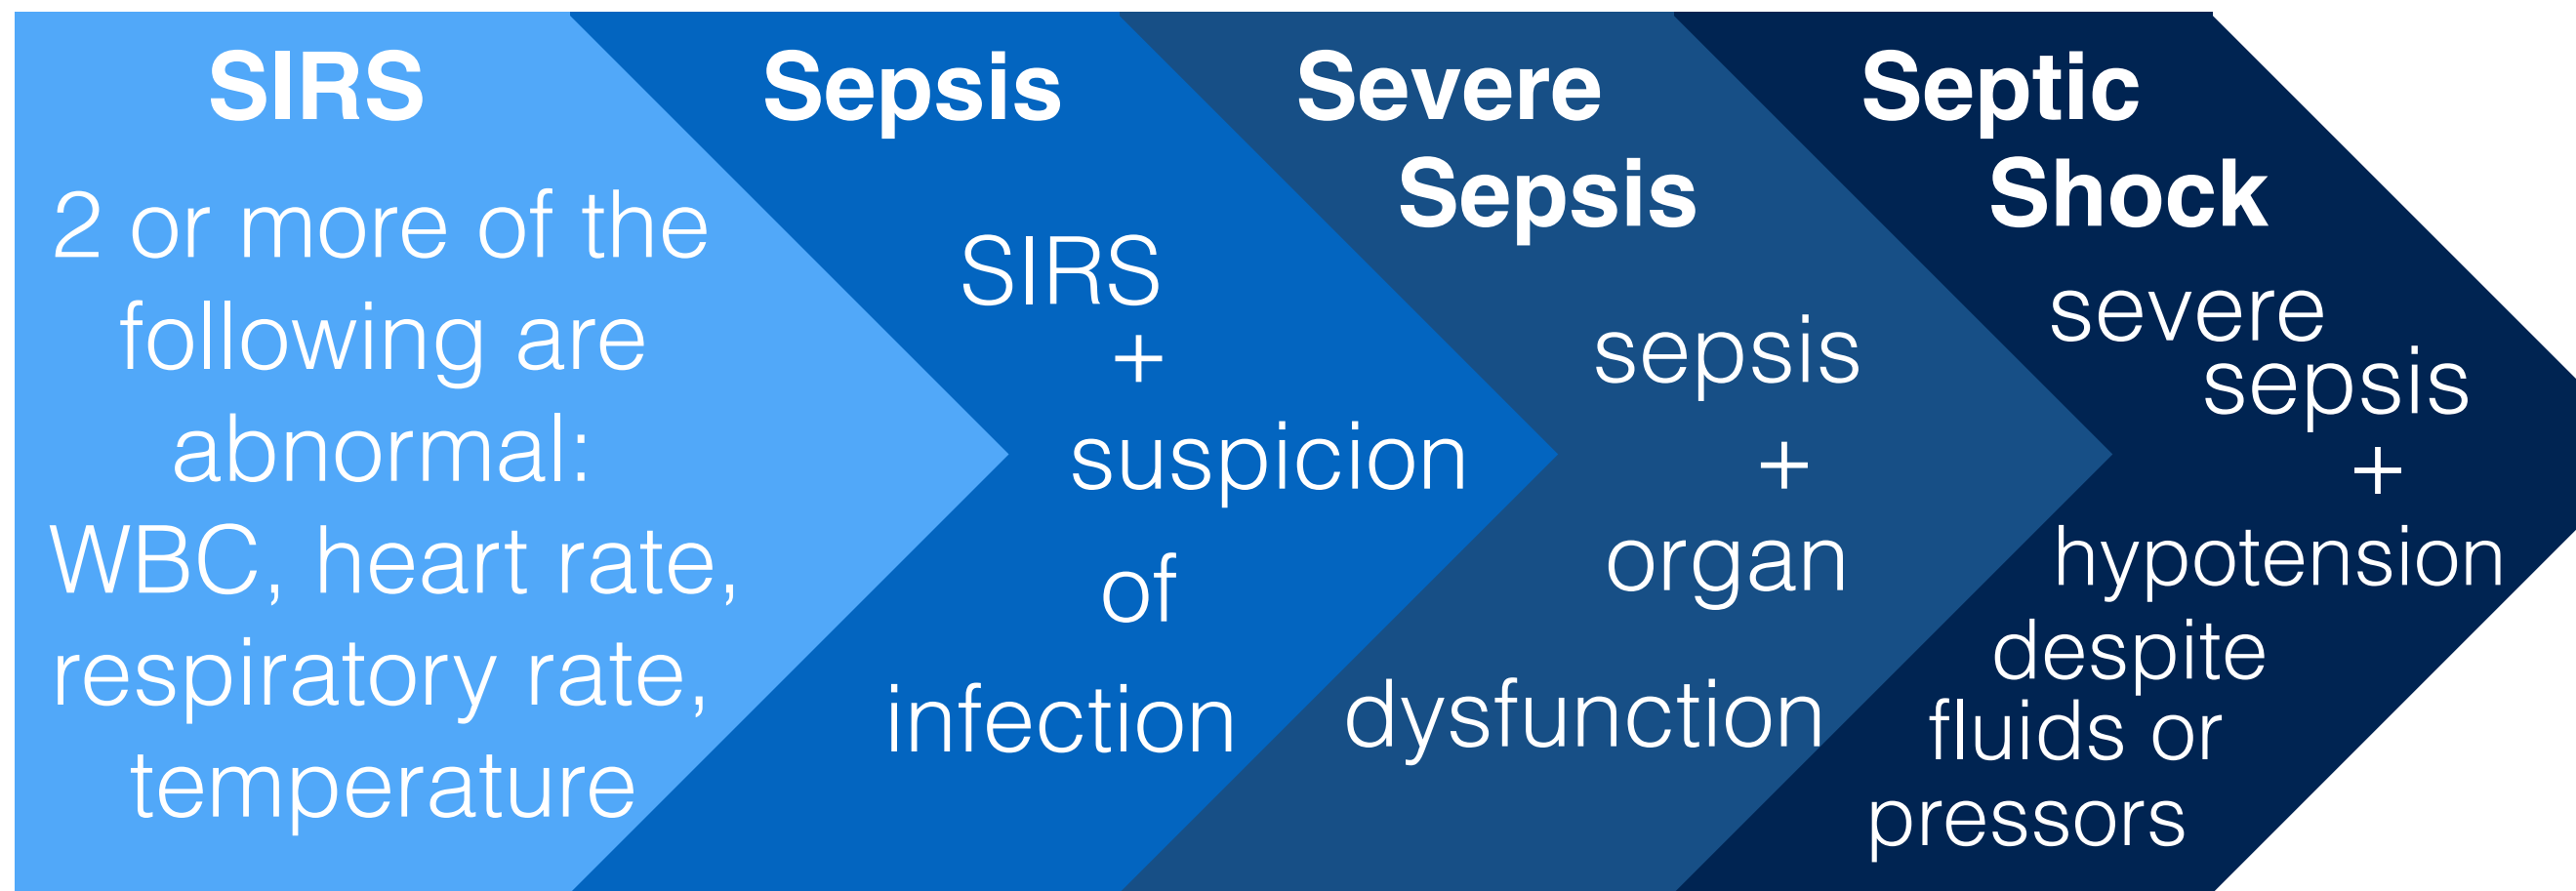 SIRS
2 or more of the
following are
abnormal:
WBC, heart rate,
respiratory rate,
temperature
Sepsis
SIRS
+
suspicion
of
infection
Severe
Sepsis
sepsis
+
organ
dysfunction
Septic
Shock
severe
sepsis
+
hypotension
despite
fluids or
pressors